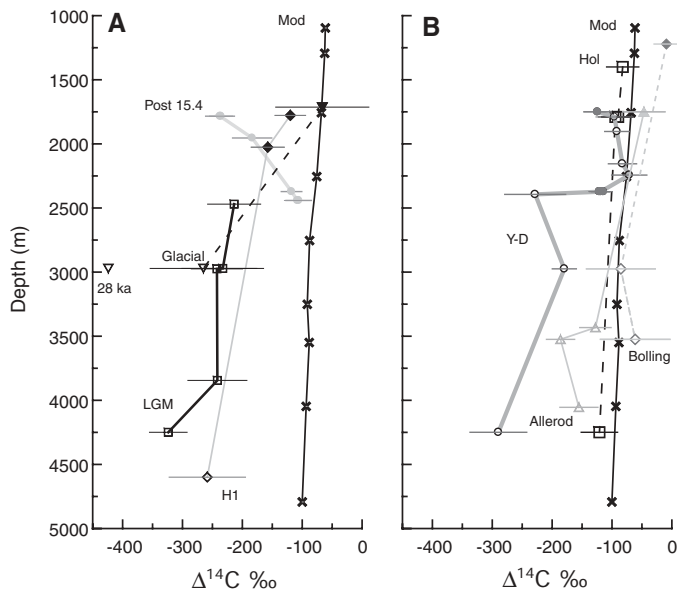 A
B
Mod
Mod
Hol
Post 15.4
Y-D
Glacial
28 ka
Bolling
LGM
Allerod
H1
Depth (m)
1000
1500
2000
2500
3000
3500
4000
4500
5000
-400 -300 -200 -100 0
-400 -300 -200 -100 0
Δ¹⁴C ‰
Δ¹⁴C ‰